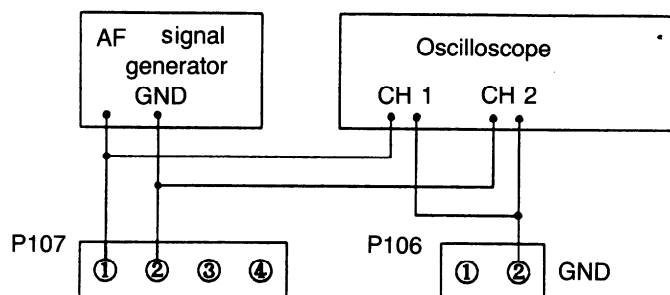 AF signal
generator
GND
Oscilloscope
CH 1 CH 2
P107
① ② ③ ④
P106
① ② GND